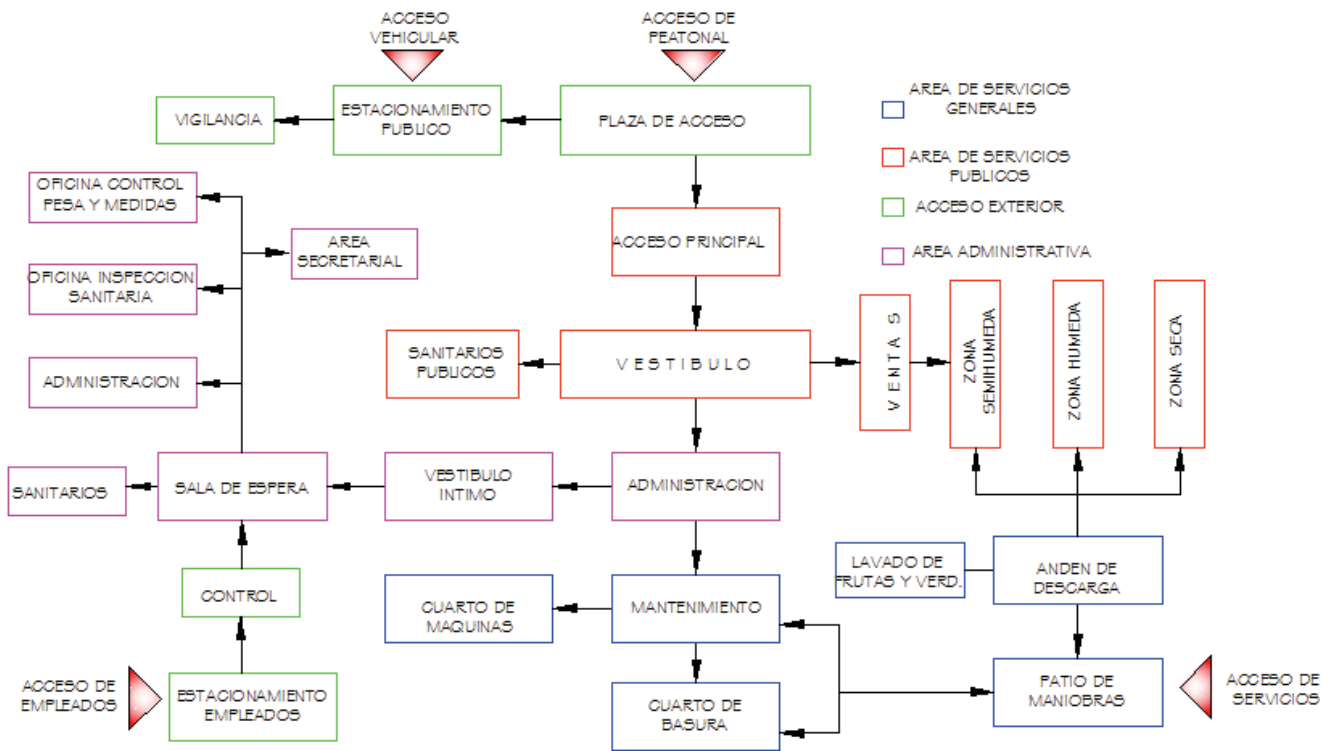 ACCESO
VEHICULAR
ACCESO DE
PEATONAL
VIGILANCIA
ESTACIONAMIENTO
PUBLICO
PLAZA DE ACCESO
AREA DE SERVICIOS
GENERALES
AREA DE SERVICIOS
PUBLICOS
ACCESO EXTERIOR
AREA ADMINISTRATIVA
OFICINA CONTROL
PESA Y MEDIDAS
AREA
SECRETARIAL
ACCESO PRINCIPAL
OFICINA INSPECCION
SANITARIA
SANITARIOS
PUBLICOS
VESTIBULO
VENTAS
ZONA
SEMIHUMEDA
ZONA HUMEDA
ZONA SECA
ADMINISTRACION
SANITARIOS
SALA DE ESPERA
VESTIBULO
INTIMO
ADMINISTRACION
LAVADO DE
FRUTAS Y VERD.
ANDEN DE
DESCARGA
CONTROL
CUARTO DE
MAQUINAS
MANTENIMIENTO
ACCESO DE
EMPLEADOS
ESTACIONAMIENTO
EMPLEADOS
CUARTO DE
BASURA
PATIO DE
MANIOBRAS
ACCESO DE
SERVICIOS